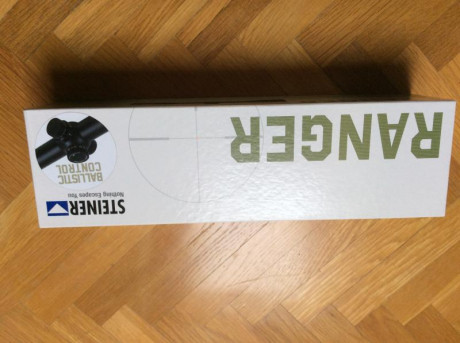 STEINER
Nothing Escapes You
BALLISTIC
CONTROL
RANGER